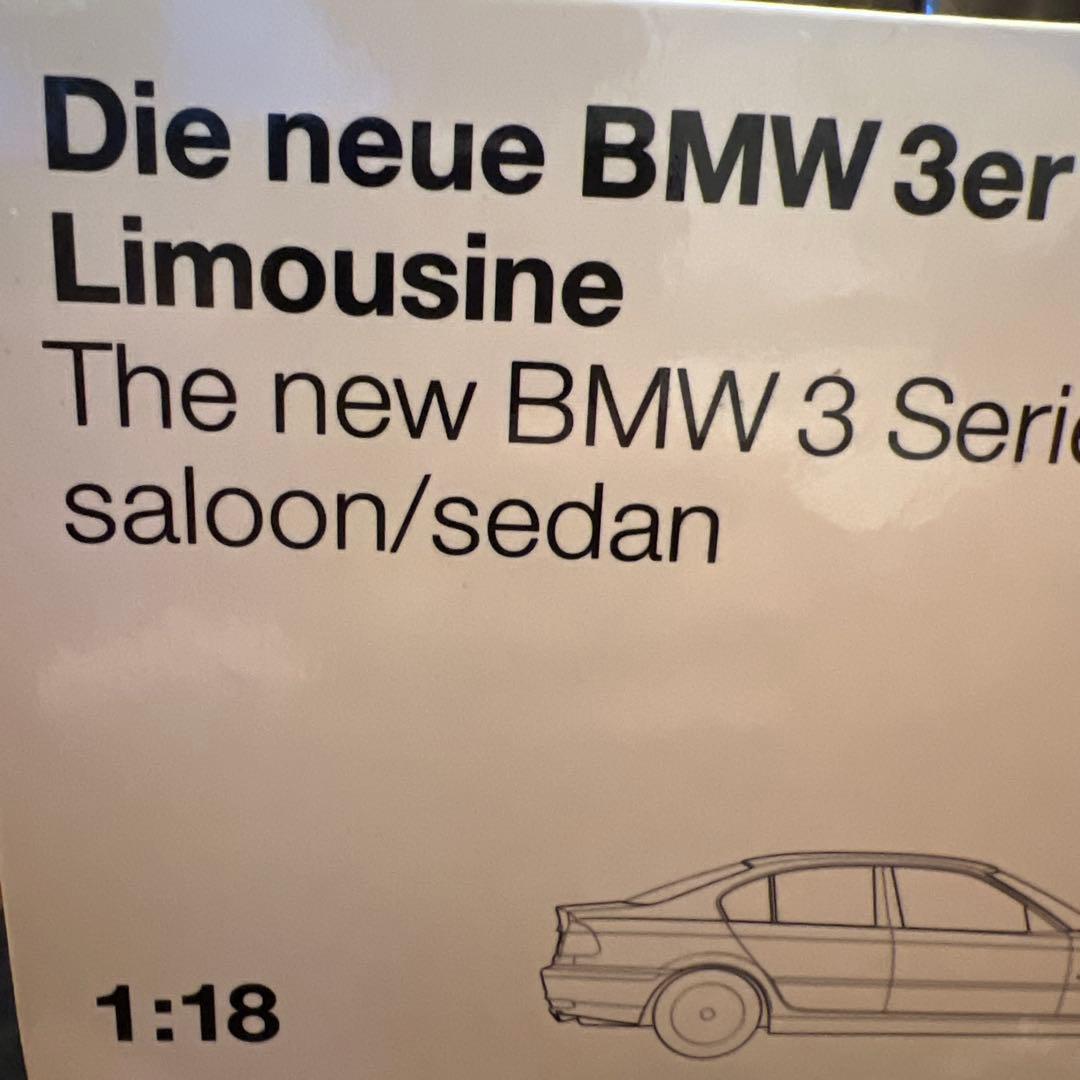 Die neue BMW 3er
Limousine
The new BMW 3
saloon/sedan
1:18